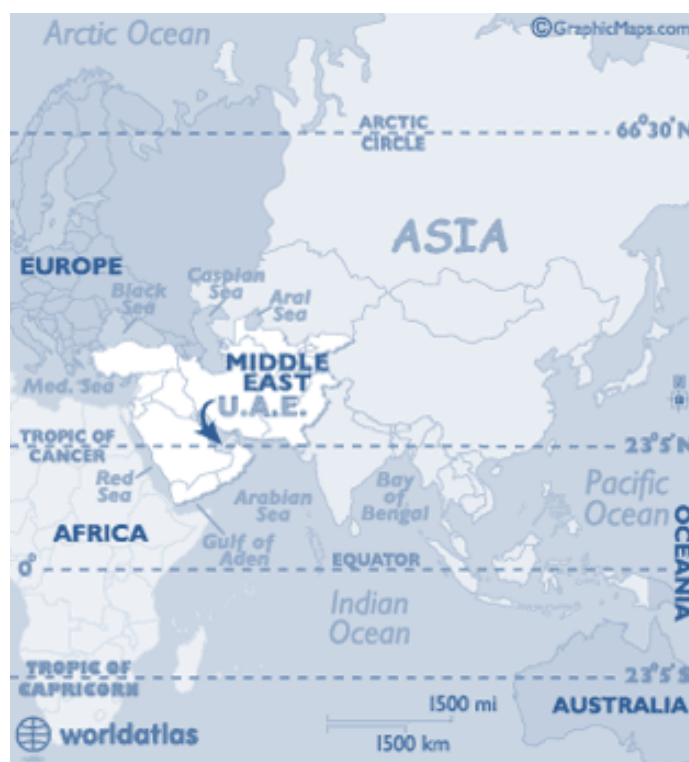 Arctic Ocean
©GraphicMaps.com
ARCTIC
CIRCLE
66°30'N
ASIA
EUROPE
Caspian
Sea
Black
Sea
Aral
Sea
MIDDLE
EAST
Med. Sea
U.A.E.
N
TROPIC OF
CANCER
23°5'N
Red
Sea
Arabian
Sea
Bay
of
Bengal
Pacific
Ocean
AFRICA
Gulf of
Aden
OCEANIA
0°
EQUATOR
Indian
Ocean
TROPIC OF
CAPRICORN
23°5'S
1500 mi
AUSTRALIA
worldatlas
1500 km